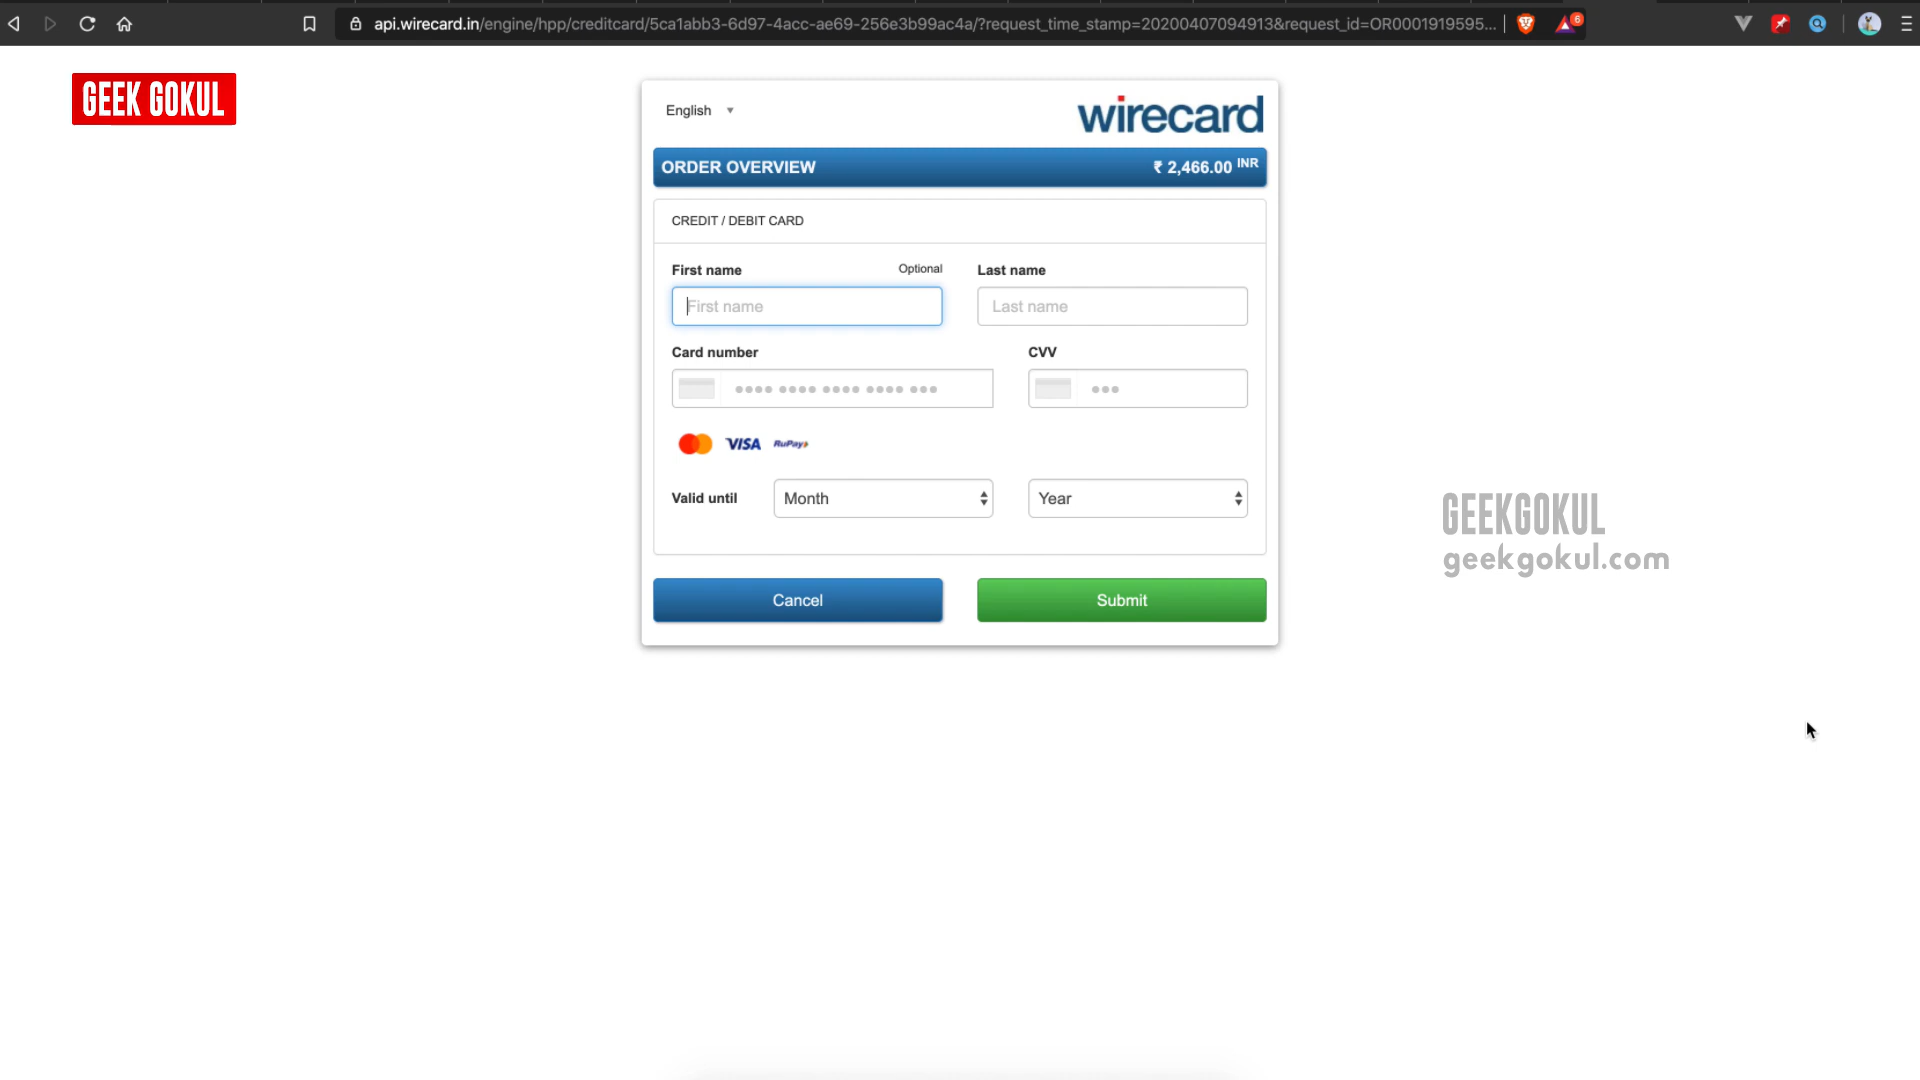 api.wirecard.in/engine/hpp/creditcard/5ca1abb3-6d97-4acc-ae69-256e3b99ac4a/?request_time_stamp=20200407094913&request_id=OR0001919595...
6
GEEK GOKUL
English
wirecard
ORDER OVERVIEW ₹ 2,466.00 INR
CREDIT / DEBIT CARD
First name Optional Last name
First name Last name
Card number CVV
VISA RuPay
Valid until Month Year
GEEKGOKUL
geekgokul.com
Cancel Submit